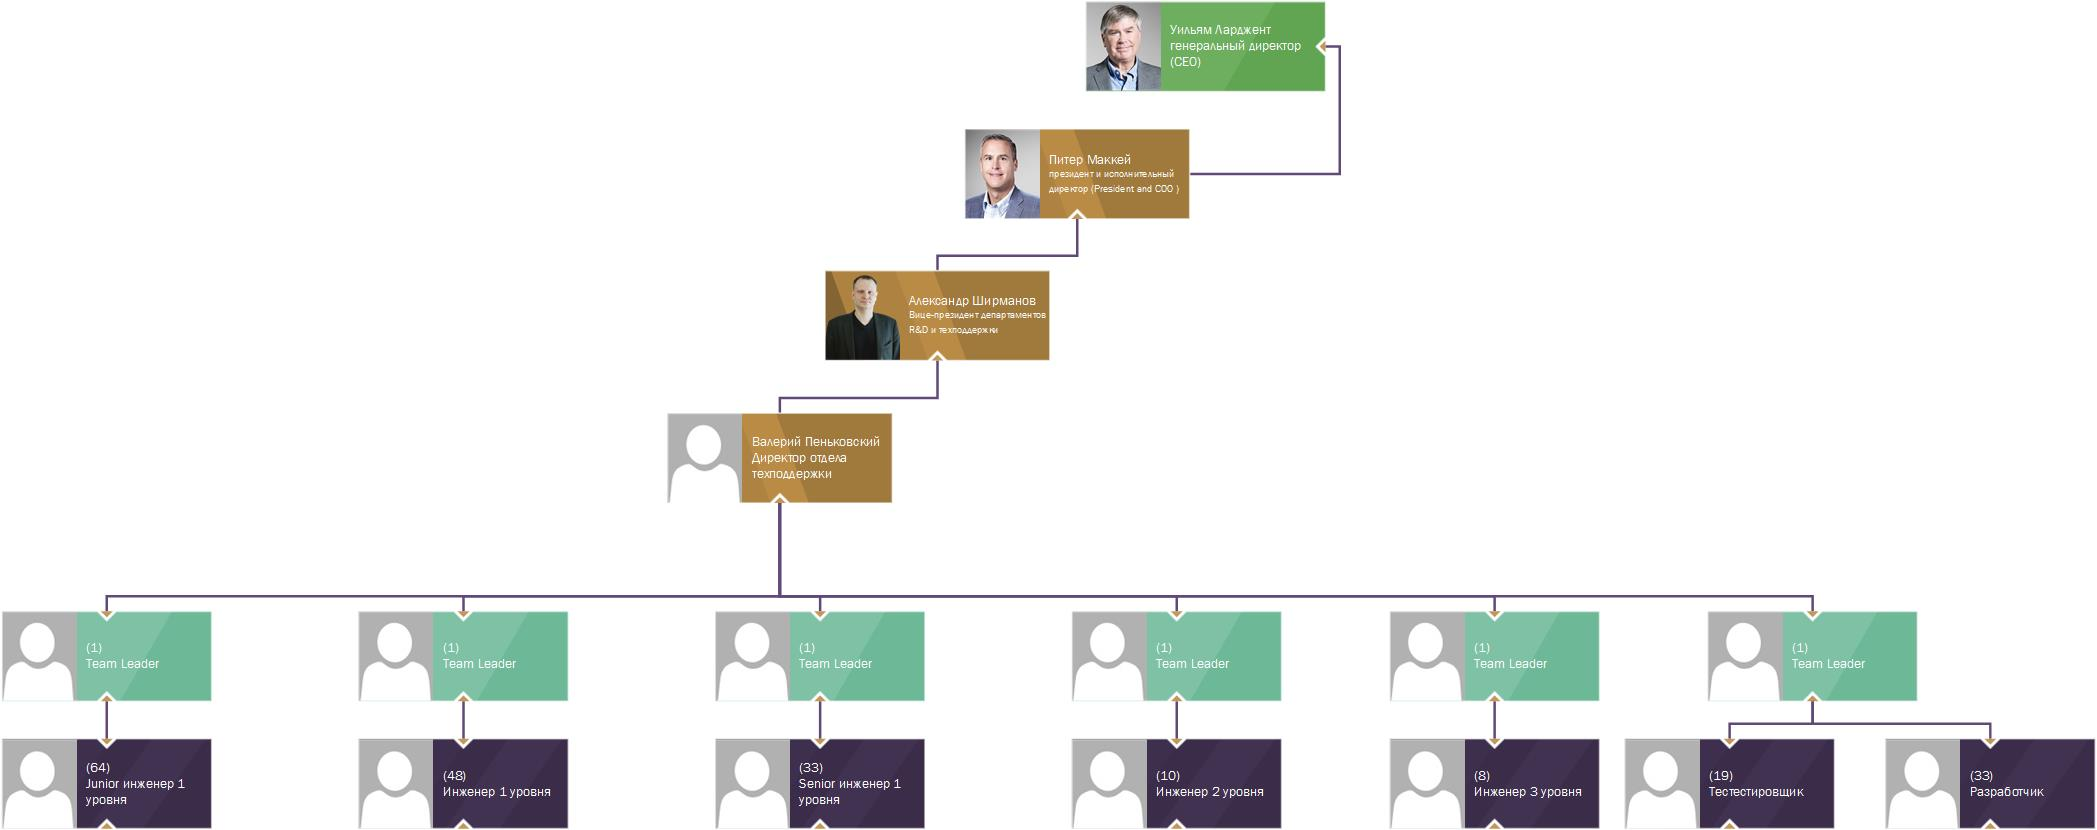 Уильям Ларджент
генеральный директор
(CEO)
Питер Маккей
президент и исполнительный
директор (President and COO )
Александр Ширманов
Вице-президент департаментов
R&D и техподдержки
Валерий Пеньковский
Директор отдела
техподдержки
(1)
Team Leader
(1)
Team Leader
(1)
Team Leader
(1)
Team Leader
(1)
Team Leader
(1)
Team Leader
(64)
Junior инженер 1
уровня
(48)
Инженер 1 уровня
(33)
Senior инженер 1
уровня
(10)
Инженер 2 уровня
(8)
Инженер 3 уровня
(19)
Тестестировщик
(33)
Разработчик